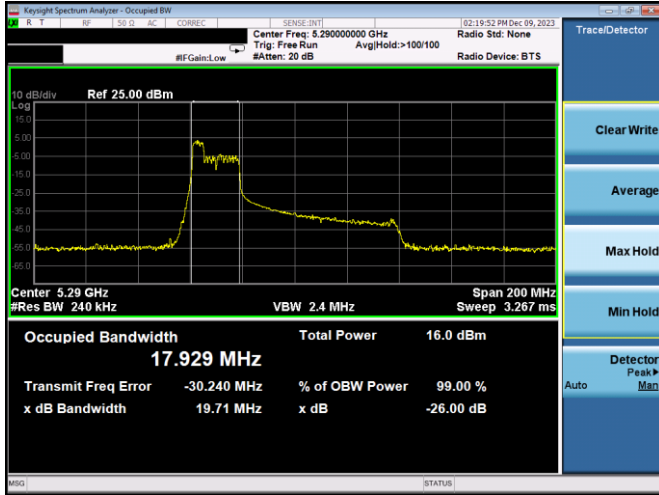 Keysight Spectrum Analyzer - Occupied BW
R T RF 50 Ω AC CORREC SENSE:INT 02:19:52 PM Dec 09, 2023
Center Freq: 5.290000000 GHz Radio Std: None
Trig: Free Run Avg|Hold:>100/100
#IFGain:Low #Atten: 20 dB Radio Device: BTS
Trace/Detector
10 dB/div Ref 25.00 dBm
Log
15.0
5.00
-5.00
-15.0
-25.0
-35.0
-45.0
-55.0
-65.0
Center 5.29 GHz Span 200 MHz
#Res BW 240 kHz VBW 2.4 MHz Sweep 3.267 ms
Occupied Bandwidth Total Power 16.0 dBm
17.929 MHz
Transmit Freq Error -30.240 MHz % of OBW Power 99.00 %
x dB Bandwidth 19.71 MHz x dB -26.00 dB
Clear Write
Average
Max Hold
Min Hold
Detector
Peak▶
Auto Man
MSG STATUS